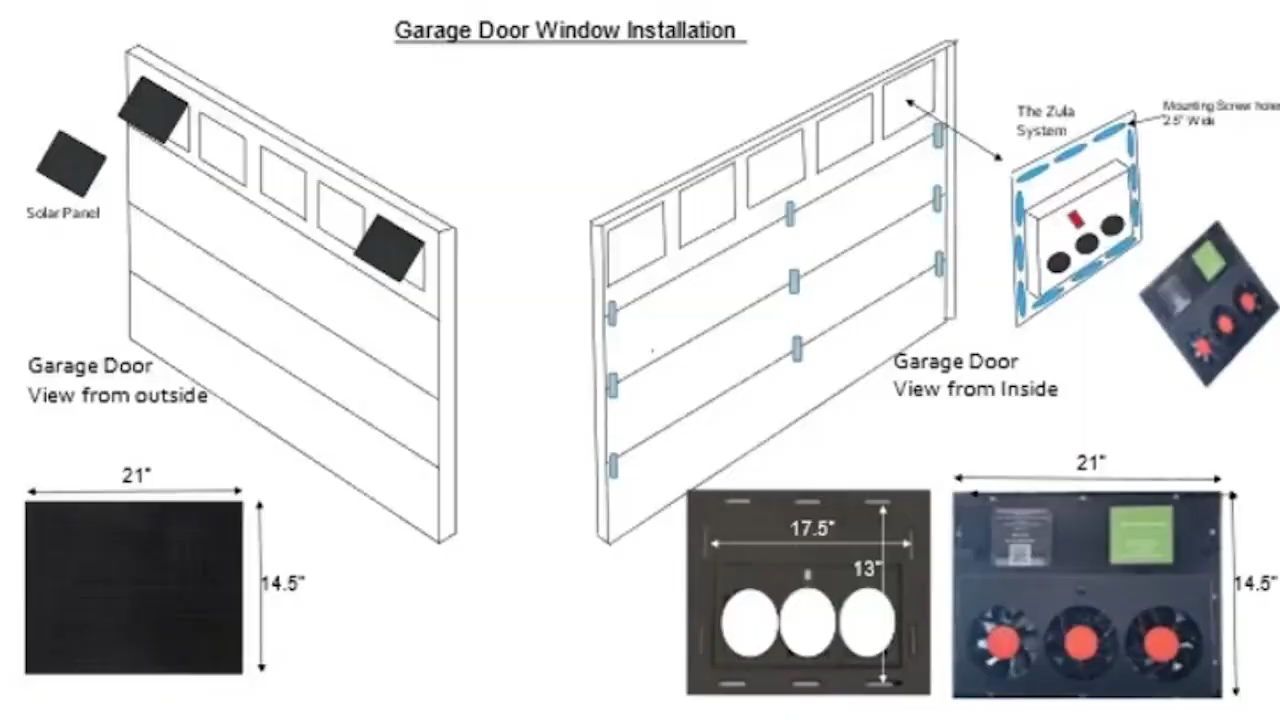 Garage Door Window Installation
Solar Panel
The Zula
System
Mounting Screw holes
2.5" Wide
Garage Door
View from outside
Garage Door
View from Inside
21"
14.5"
17.5"
13"
21"
14.5"